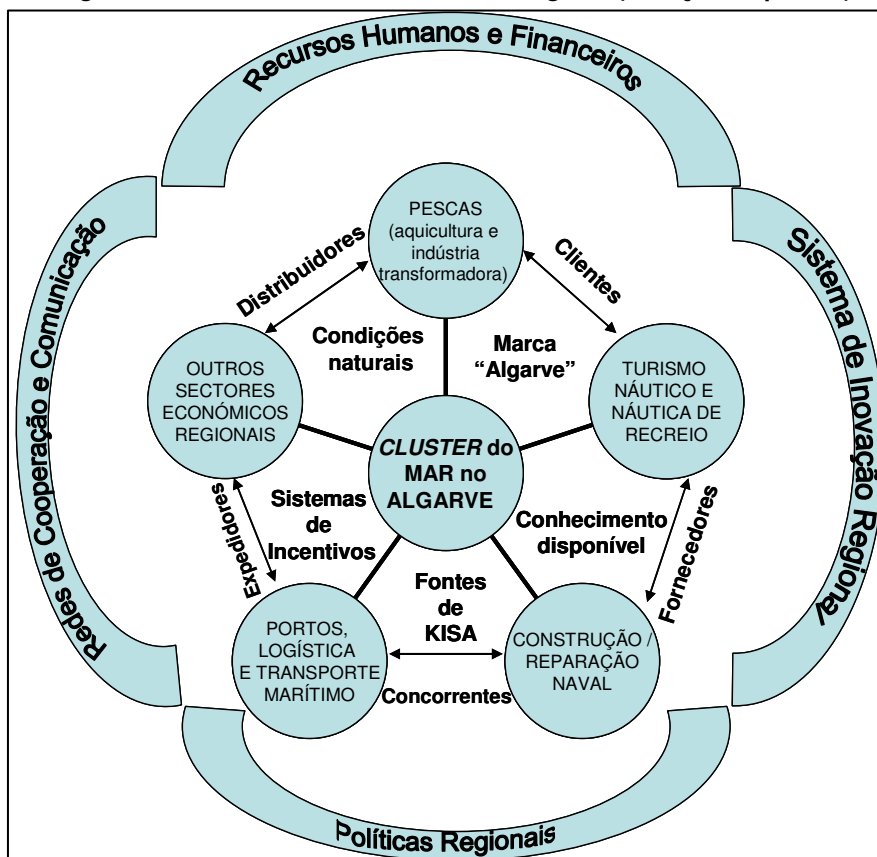 Recursos Humanos e Financeiros
Redes de Cooperação e Comunicação
Sistema de Inovação Regional
PESCAS
(aquicultura e
indústria
transformadora)
Distribuidores
Clientes
Condições
naturais
Marca
“Algarve”
OUTROS
SECTORES
ECONÓMICOS
REGIONAIS
TURISMO
NÁUTICO E
NÁUTICA DE
RECREIO
CLUSTER do
MAR no
ALGARVE
Expedidores
Sistemas
de
Incentivos
Conhecimento
disponível
Fornecedores
Fontes
de
KISA
PORTOS,
LOGÍSTICA
E TRANSPORTE
MARÍTIMO
CONSTRUÇÃO /
REPARAÇÃO
NAVAL
Concorrentes
Políticas Regionais